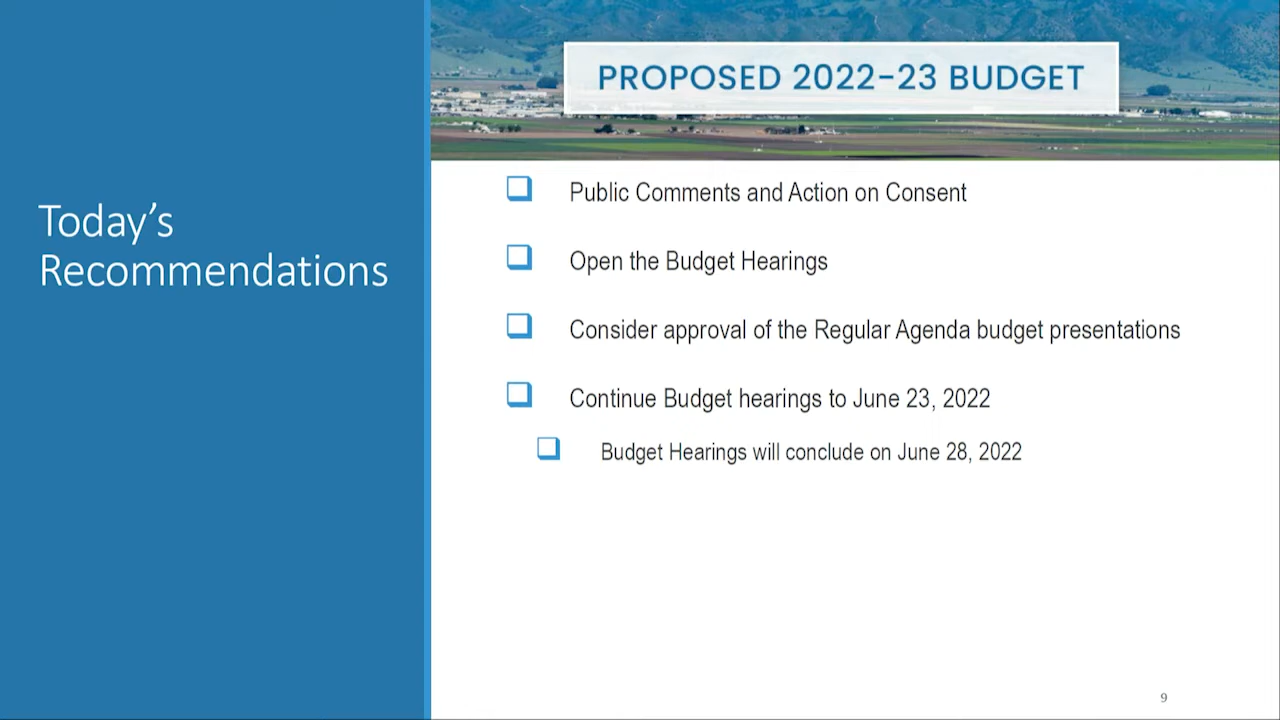 Today's
Recommendations
PROPOSED 2022-23 BUDGET
Public Comments and Action on Consent
Open the Budget Hearings
Consider approval of the Regular Agenda budget presentations
Continue Budget hearings to June 23, 2022
Budget Hearings will conclude on June 28, 2022
9